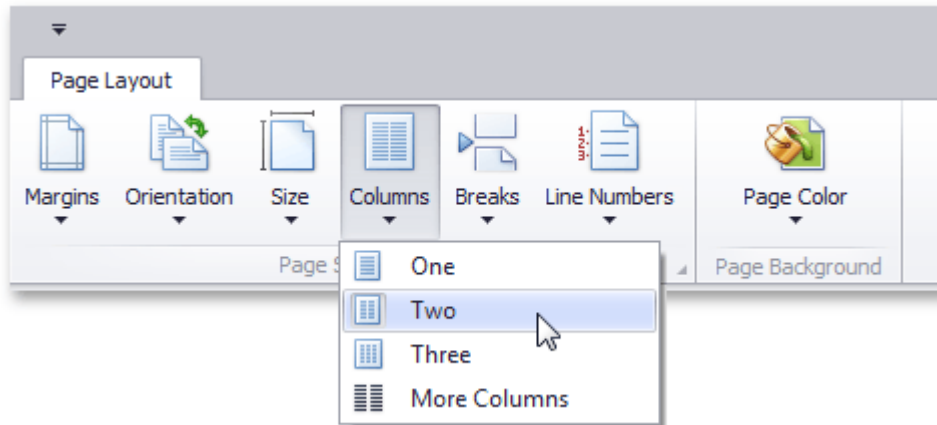 Page Layout
Margins Orientation Size Columns Breaks Line Numbers Page Color
Page Background
One
Two
Three
More Columns